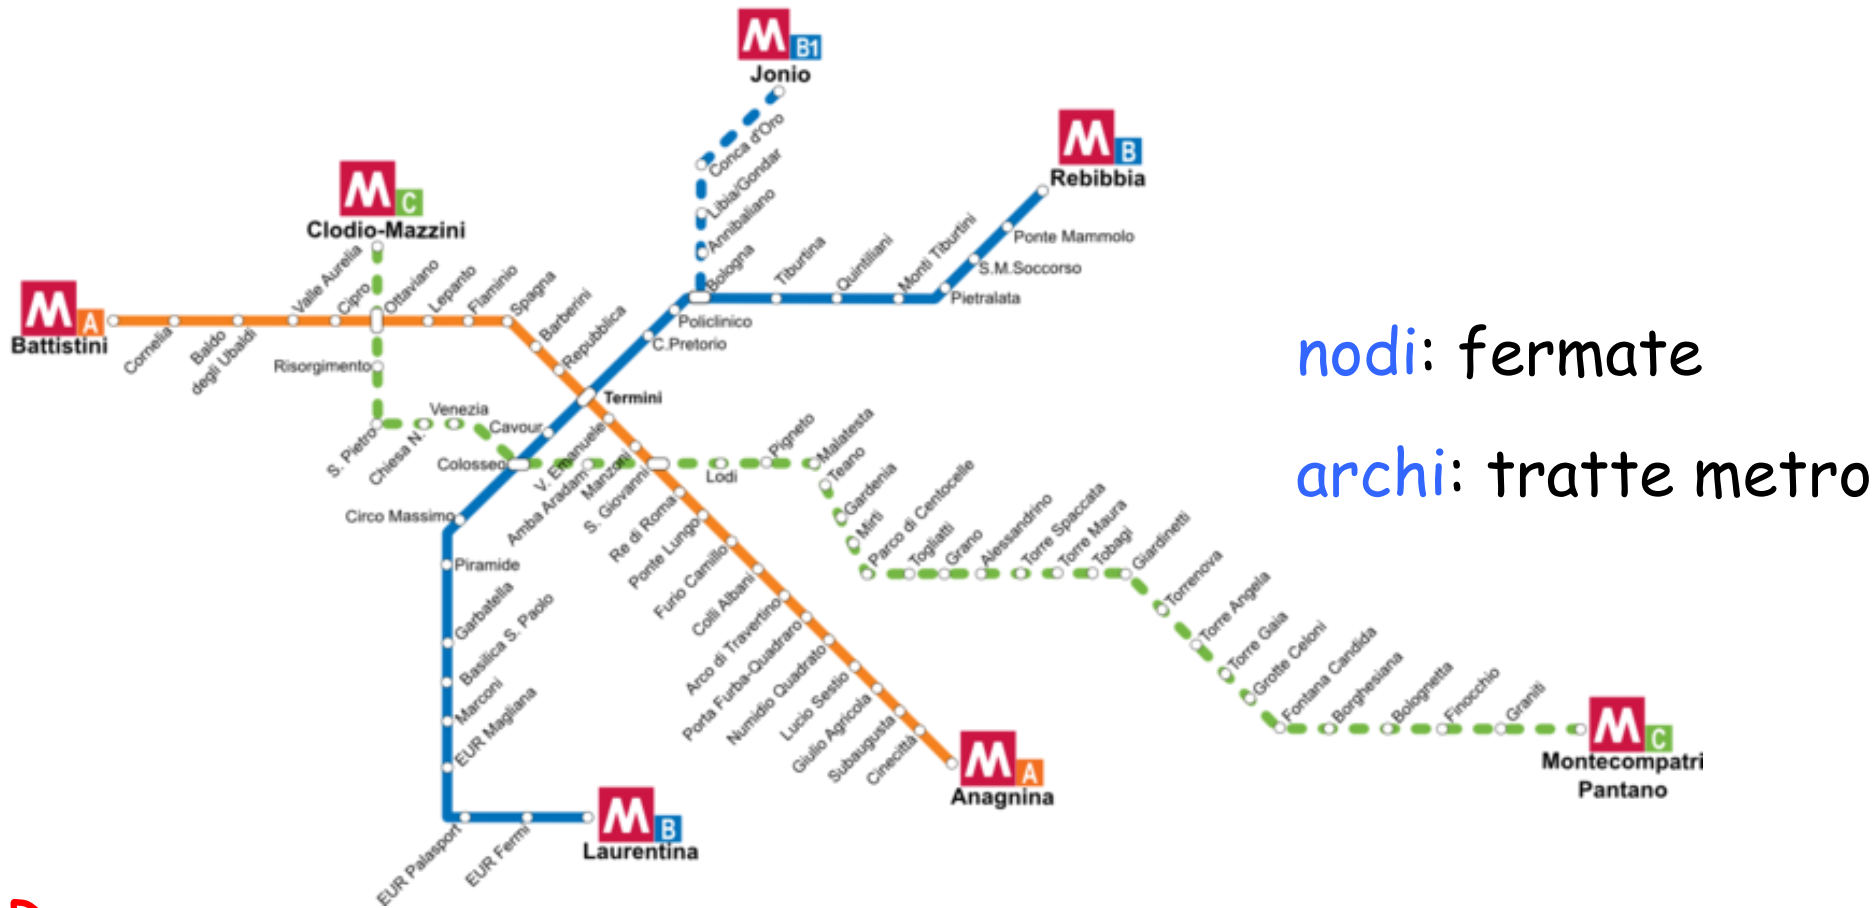 M B1
Jonio
Conca d'Oro
Libia/Gondar
Annibaliano
Bologna
M B
Rebibbia
Ponte Mammolo
S.M.Soccorso
Pietralata
Monti Tiburtini
Quintiliani
Tiburtina
Policlinico
C.Pretorio
M C
Clodio-Mazzini
M A
Battistini
Cornelia
Baldo
degli Ubaldi
Valle Aurelia
Cipro
Ottaviano
Lepanto
Flaminio
Spagna
Barberini
Repubblica
Termini
Risorgimento
S. Pietro
Chiesa N.
Venezia
Cavour
Colosseo
V. Emanuele
Amba Aradam
Manzoni
S. Giovanni
Lodi
Pigneto
Malatesta
Teano
Gardenia
Mirti
Parco di Centocelle
Togliatti
Grano
Alessandrino
Torre Spaccata
Torre Maura
Tobagi
Giardinetti
Torrenova
Torre Angela
Torre Gaia
Grotte Celoni
Fontana Candida
Borghesiana
Bolognetta
Finocchio
Graniti
M C
Montecompatri
Pantano
Circo Massimo
Piramide
Garbatella
Basilica S. Paolo
Marconi
EUR Magliana
EUR Palasport
EUR Fermi
M B
Laurentina
Re di Roma
Ponte Lungo
Furio Camillo
Colli Albani
Arco di Travertino
Porta Furba-Quadraro
Numidio Quadrato
Lucio Sestio
Giulio Agricola
Subaugusta
Cinecittà
M A
Anagnina
nodi: fermate
archi: tratte metro